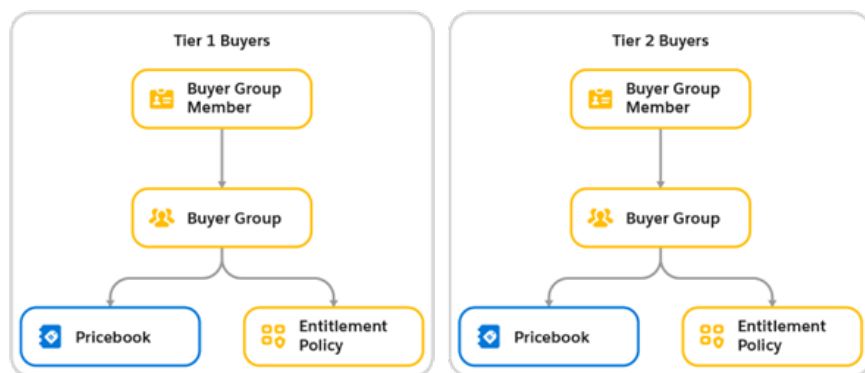 Tier 1 Buyers
Buyer Group
Member
Buyer Group
Pricebook
Entitlement
Policy
Tier 2 Buyers
Buyer Group
Member
Buyer Group
Pricebook
Entitlement
Policy